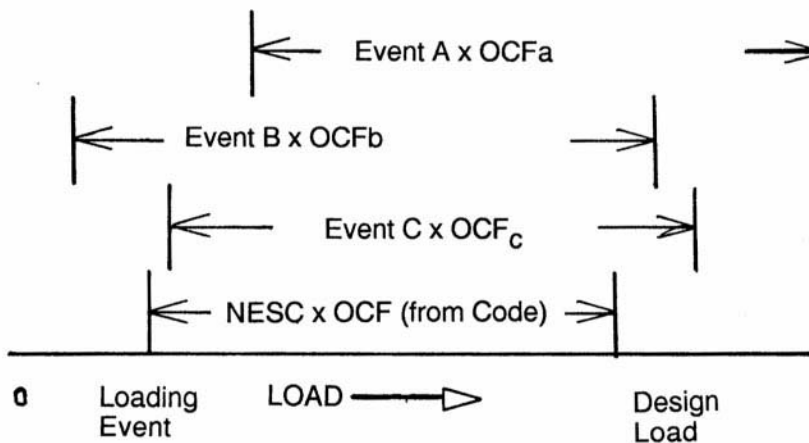 Event A x OCFa
Event B x OCFb
Event C x OCFc
NESC x OCF (from Code)
0
Loading
Event
LOAD
Design
Load